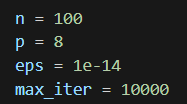 n = 100
p = 8
eps = 1e-14
max_iter = 10000